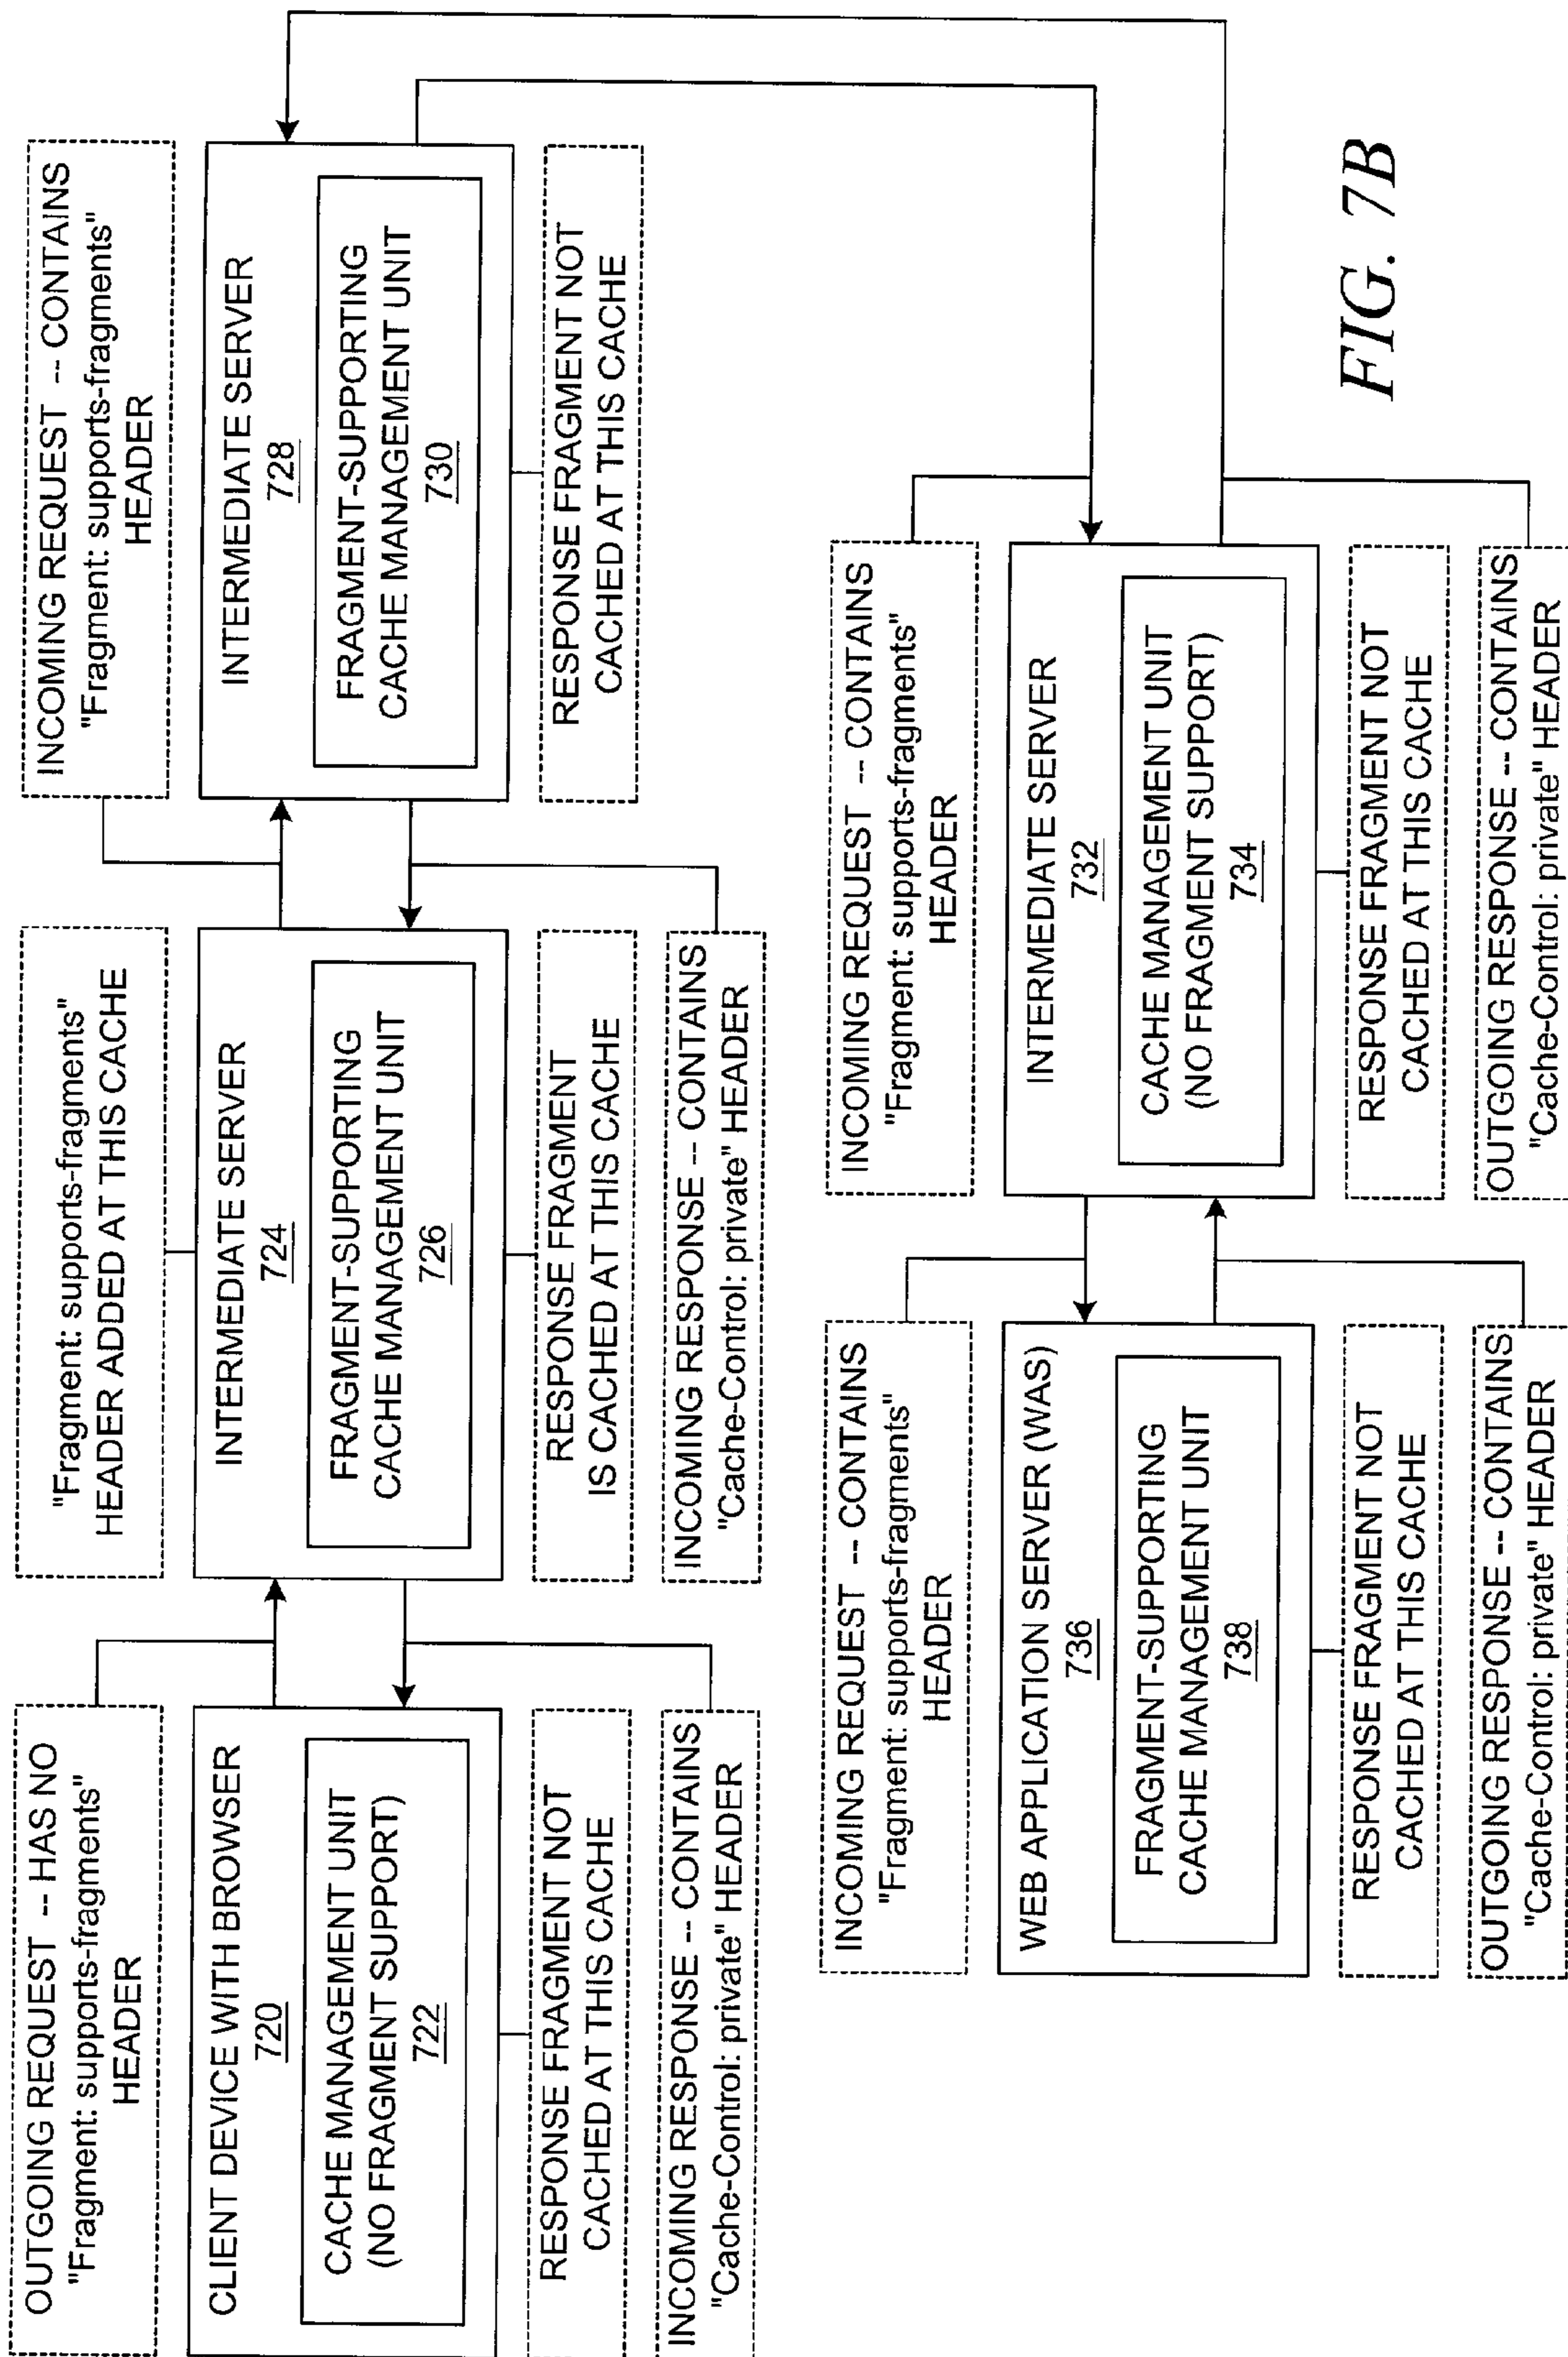 OUTGOING REQUEST -- HAS NO
"Fragment: supports-fragments"
HEADER
CLIENT DEVICE WITH BROWSER
720
CACHE MANAGEMENT UNIT
(NO FRAGMENT SUPPORT)
722
RESPONSE FRAGMENT NOT
CACHED AT THIS CACHE
INCOMING RESPONSE -- CONTAINS
"Cache-Control: private" HEADER
"Fragment: supports-fragments"
HEADER ADDED AT THIS CACHE
INTERMEDIATE SERVER
724
FRAGMENT-SUPPORTING
CACHE MANAGEMENT UNIT
726
RESPONSE FRAGMENT
IS CACHED AT THIS CACHE
INCOMING RESPONSE -- CONTAINS
"Cache-Control: private" HEADER
INCOMING REQUEST -- CONTAINS
"Fragment: supports-fragments"
HEADER
INTERMEDIATE SERVER
728
FRAGMENT-SUPPORTING
CACHE MANAGEMENT UNIT
730
RESPONSE FRAGMENT NOT
CACHED AT THIS CACHE
INCOMING REQUEST -- CONTAINS
"Fragment: supports-fragments"
HEADER
WEB APPLICATION SERVER (WAS)
736
FRAGMENT-SUPPORTING
CACHE MANAGEMENT UNIT
738
RESPONSE FRAGMENT NOT
CACHED AT THIS CACHE
OUTGOING RESPONSE -- CONTAINS
"Cache-Control: private" HEADER
INCOMING REQUEST -- CONTAINS
"Fragment: supports-fragments"
HEADER
INTERMEDIATE SERVER
732
CACHE MANAGEMENT UNIT
(NO FRAGMENT SUPPORT)
734
RESPONSE FRAGMENT NOT
CACHED AT THIS CACHE
OUTGOING RESPONSE -- CONTAINS
"Cache-Control: private" HEADER
FIG. 7B